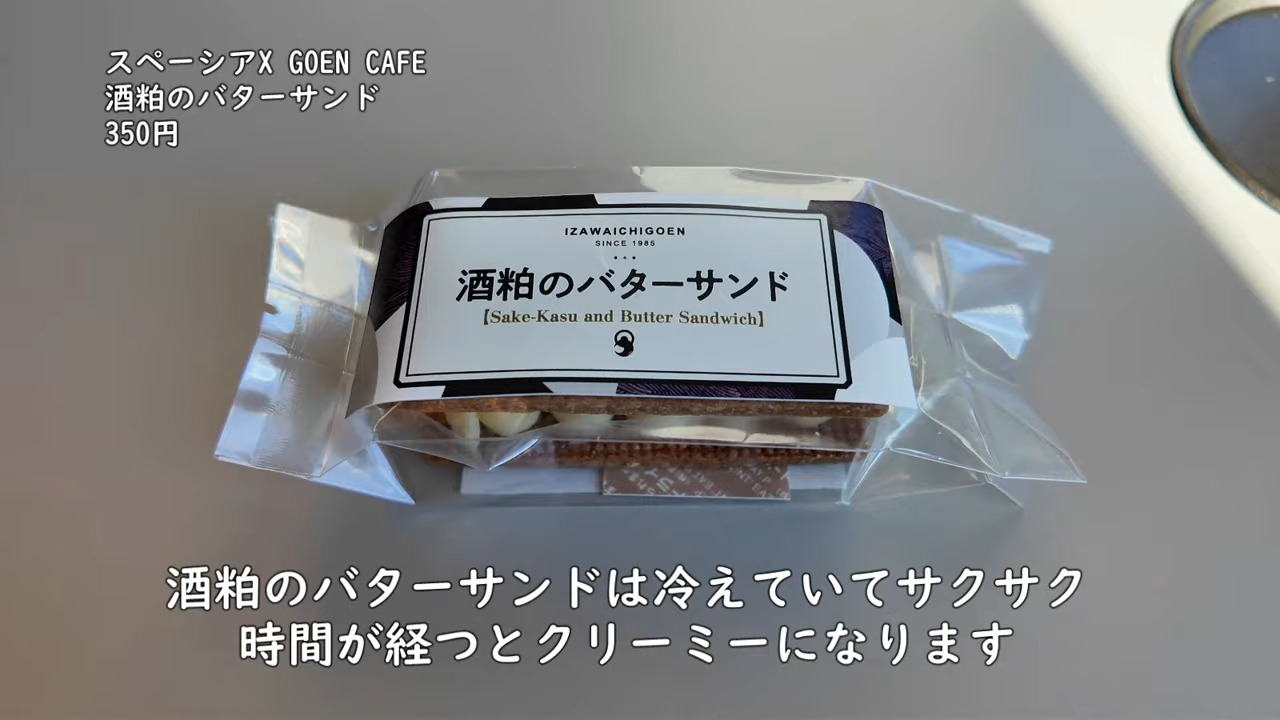 スペーシアX GOEN CAFE
酒粕のバターサンド
350円
IZAWAICHIGOEN
SINCE 1985
酒粕のバターサンド
【Sake-Kasu and Butter Sandwich】
酒粕のバターサンドは冷えていてサクサク
時間が経つとクリーミーになります